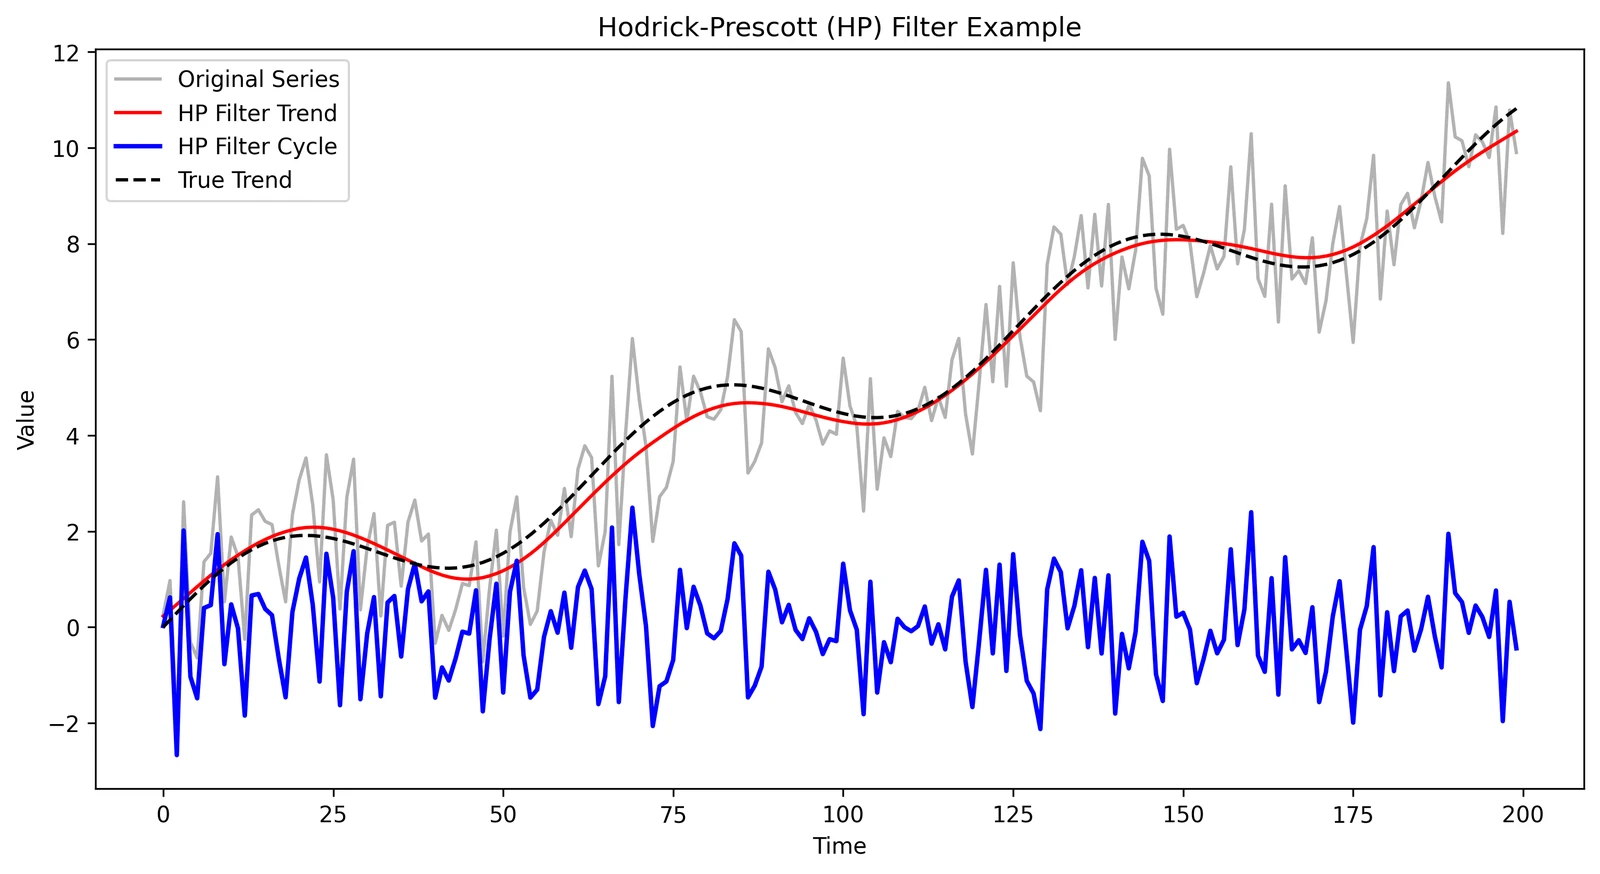 Hodrick-Prescott (HP) Filter Example
12
10
8
6
4
2
0
−2
Value
Original Series
HP Filter Trend
HP Filter Cycle
True Trend
0 25 50 75 100 125 150 175 200
Time